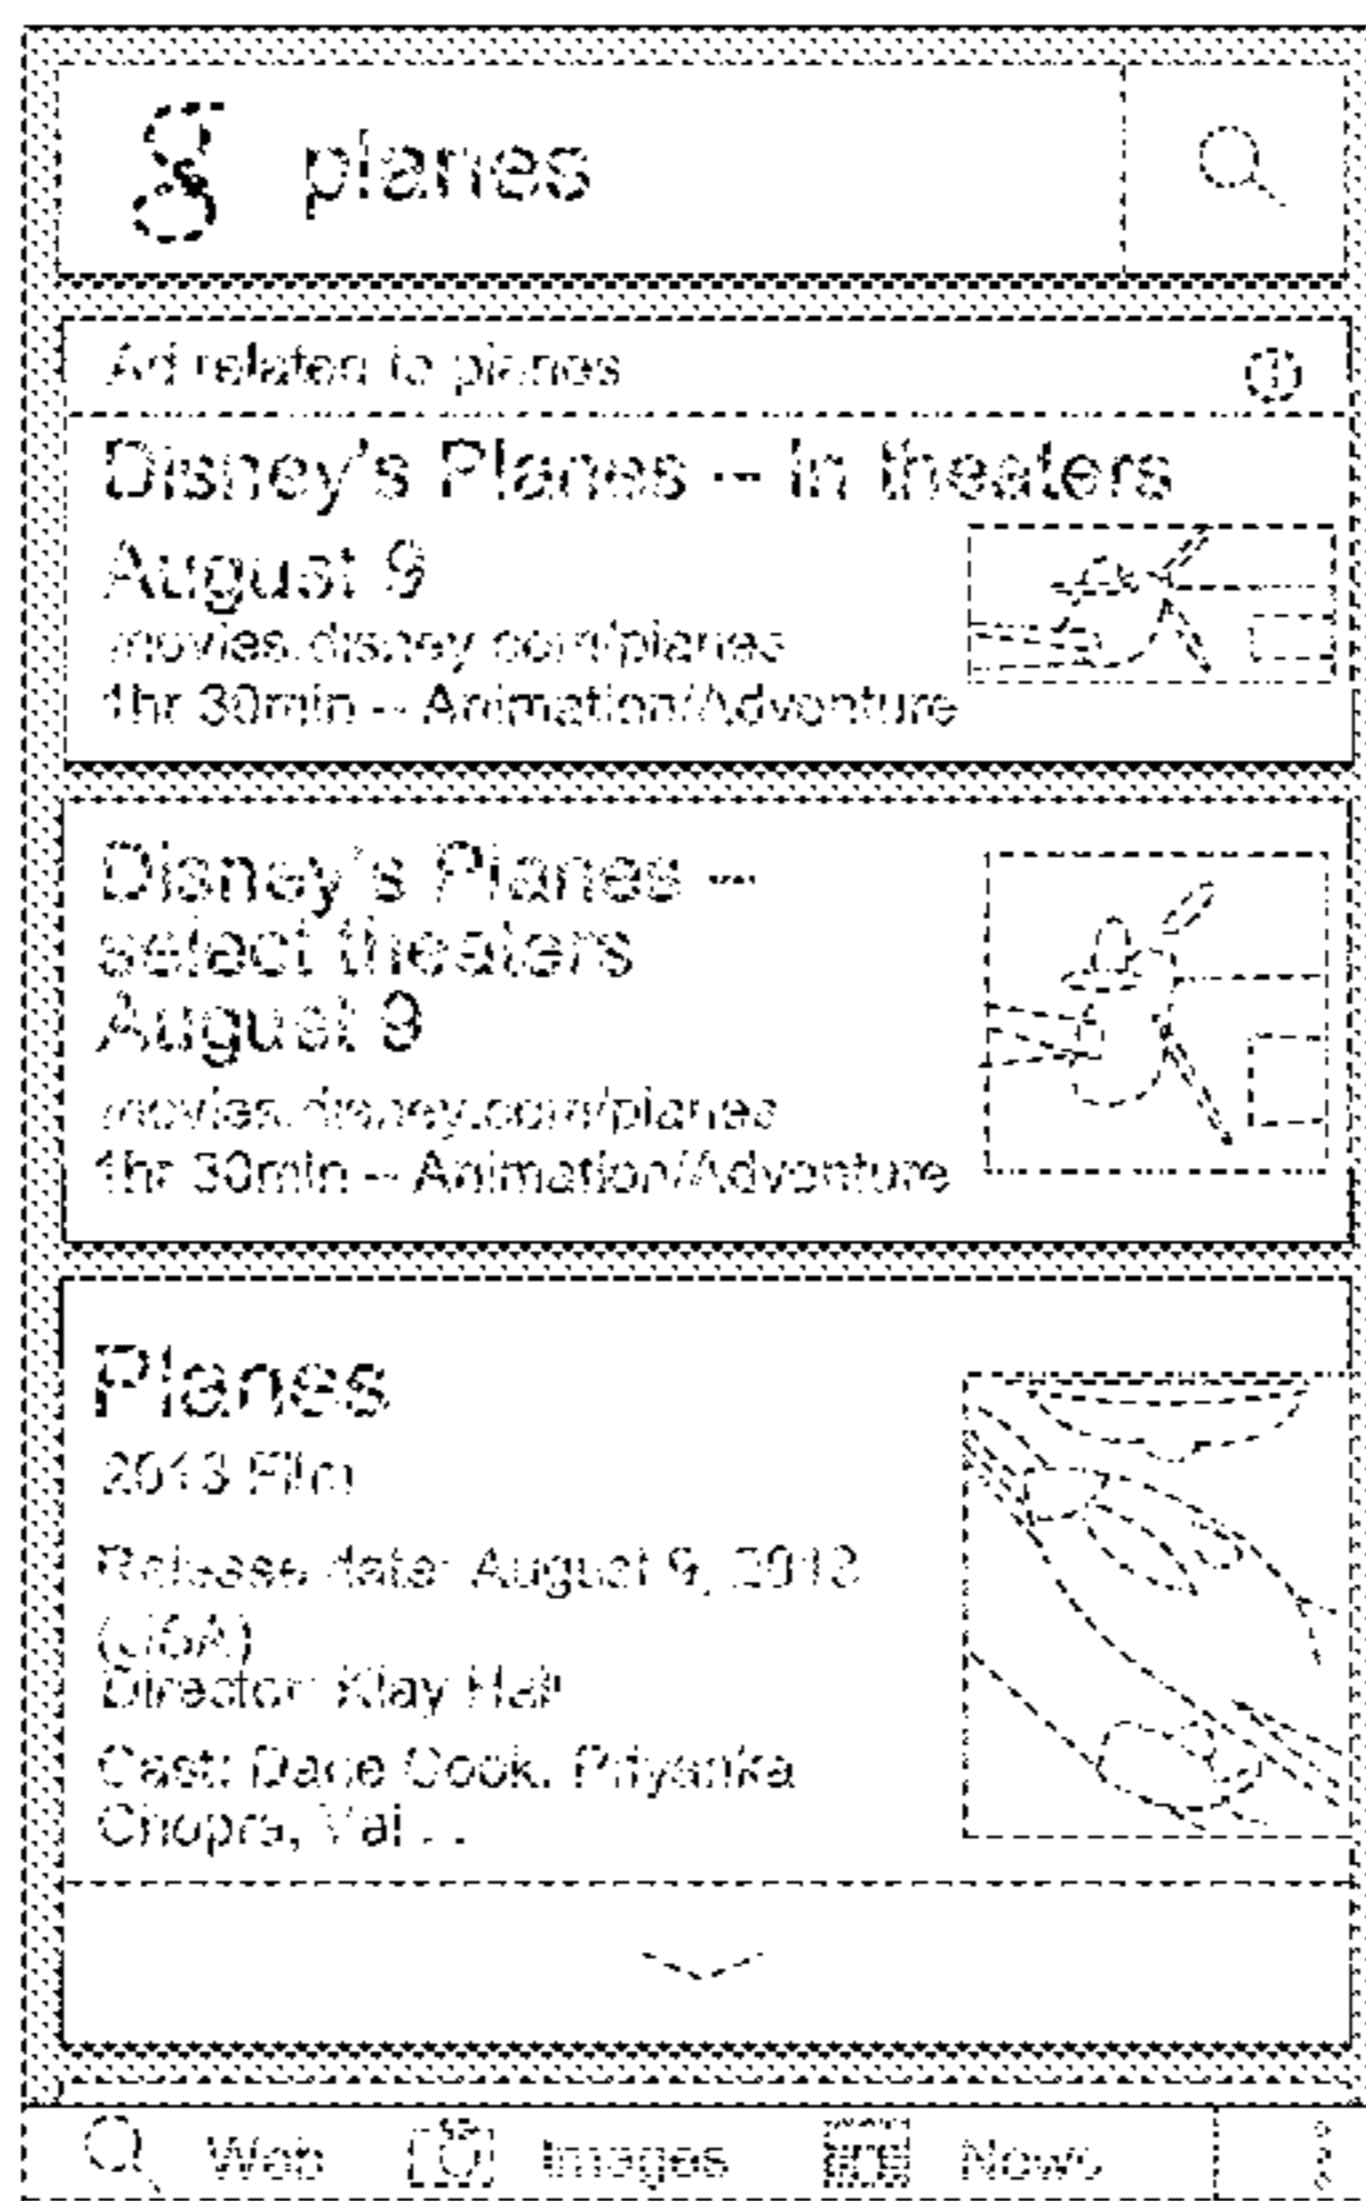 g planes
Ad related to planes
Disney's Planes -- In theaters
August 9
movies.disney.com/planes
1hr 30min -- Animation/Adventure
Disney's Planes --
select theaters
August 9
movies.disney.com/planes
1hr 30min -- Animation/Adventure
Planes
2013 Film
Release date: August 9, 2013
(USA)
Director: Klay Hall
Cast: Dane Cook, Priyanka
Chopra, Val ...
Web Images News